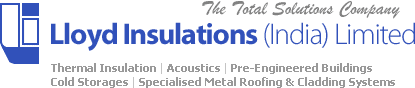 The Total Solutions Company
Lloyd Insulations (India) Limited
Thermal Insulation | Acoustics | Pre-Engineered Buildings
Cold Storages | Specialised Metal Roofing & Cladding Systems